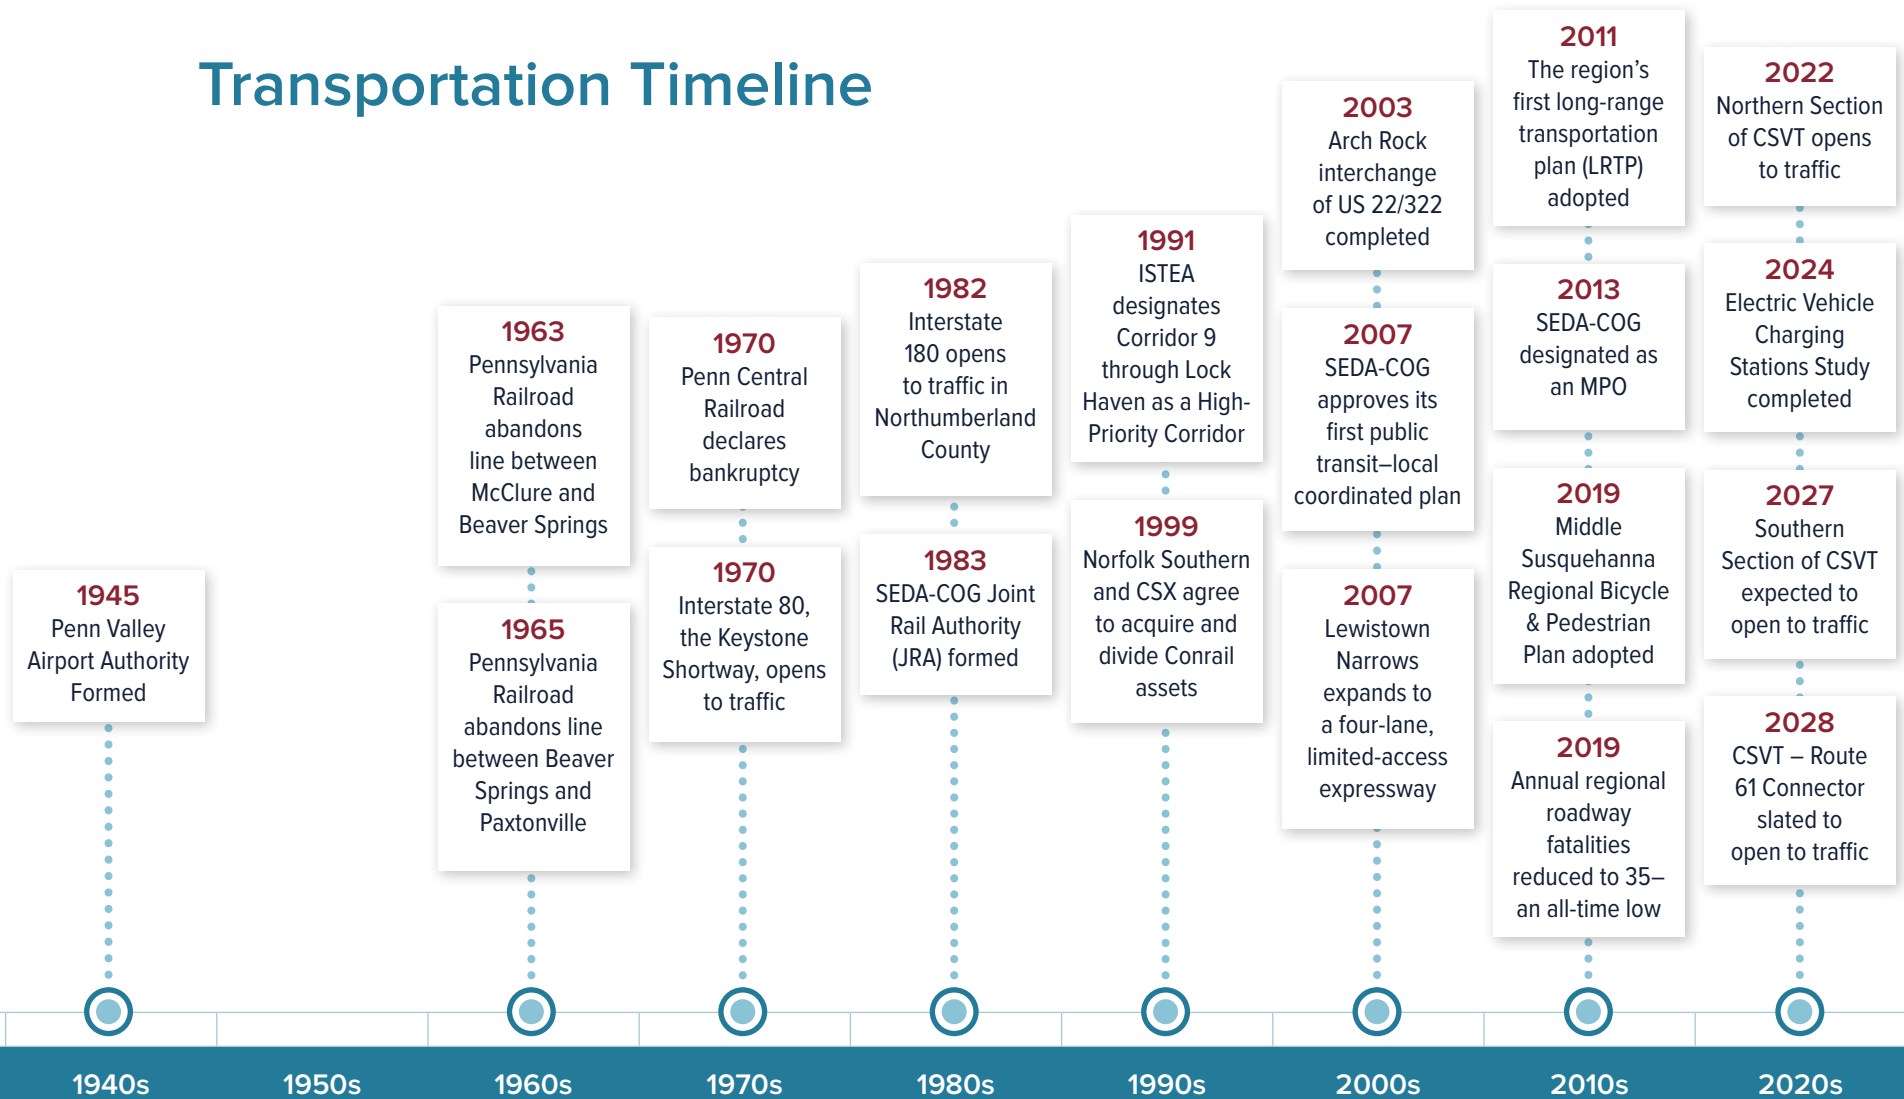 Transportation Timeline
1945
Penn Valley
Airport Authority
Formed
1963
Pennsylvania
Railroad
abandons
line between
McClure and
Beaver Springs
1965
Pennsylvania
Railroad
abandons line
between Beaver
Springs and
Paxtonville
1970
Penn Central
Railroad
declares
bankruptcy
1970
Interstate 80,
the Keystone
Shortway, opens
to traffic
1982
Interstate
180 opens
to traffic in
Northumberland
County
1983
SEDA-COG Joint
Rail Authority
(JRA) formed
1991
ISTEA
designates
Corridor 9
through Lock
Haven as a High-
Priority Corridor
1999
Norfolk Southern
and CSX agree
to acquire and
divide Conrail
assets
2003
Arch Rock
interchange
of US 22/322
completed
2007
SEDA-COG
approves its
first public
transit–local
coordinated plan
2007
Lewistown
Narrows
expands to
a four-lane,
limited-access
expressway
2011
The region’s
first long-range
transportation
plan (LRTP)
adopted
2013
SEDA-COG
designated as
an MPO
2019
Middle
Susquehanna
Regional Bicycle
& Pedestrian
Plan adopted
2019
Annual regional
roadway
fatalities
reduced to 35–
an all-time low
2022
Northern Section
of CSVT opens
to traffic
2024
Electric Vehicle
Charging
Stations Study
completed
2027
Southern
Section of CSVT
expected to
open to traffic
2028
CSVT – Route
61 Connector
slated to
open to traffic
1940s
1950s
1960s
1970s
1980s
1990s
2000s
2010s
2020s